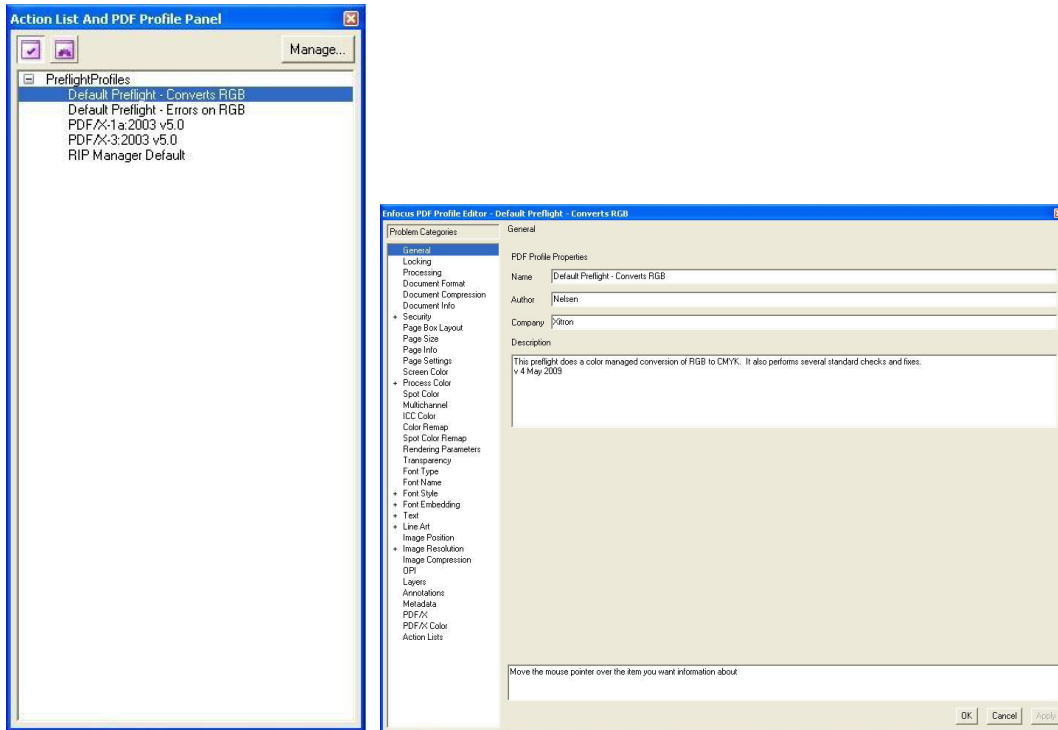 Action List And PDF Profile Panel
Manage...
PreflightProfiles
Default Preflight - Converts RGB
Default Preflight - Errors on RGB
PDF/X-1a:2003 v5.0
PDF/X-3:2003 v5.0
RIP Manager Default
Enfocus PDF Profile Editor - Default Preflight - Converts RGB
Problem Categories
General
Locking
Processing
Document Format
Document Compression
Document Info
+ Security
Page Box Layout
Page Size
Page Info
Page Settings
Screen Color
+ Process Color
Spot Color
Multichannel
ICC Color
Color Remap
Spot Color Remap
Rendering Parameters
Transparency
Font Type
Font Name
+ Font Style
+ Font Embedding
+ Text
+ Line Art
Image Position
+ Image Resolution
Image Compression
OPI
Layers
Annotations
Metadata
PDF/X
PDF/X Color
Action Lists
General
PDF Profile Properties
Name Default Preflight - Converts RGB
Author Nelsen
Company Xitron
Description
This preflight does a color managed conversion of RGB to CMYK. It also performs several standard checks and fixes.
v 4 May 2009
Move the mouse pointer over the item you want information about
OK Cancel Apply